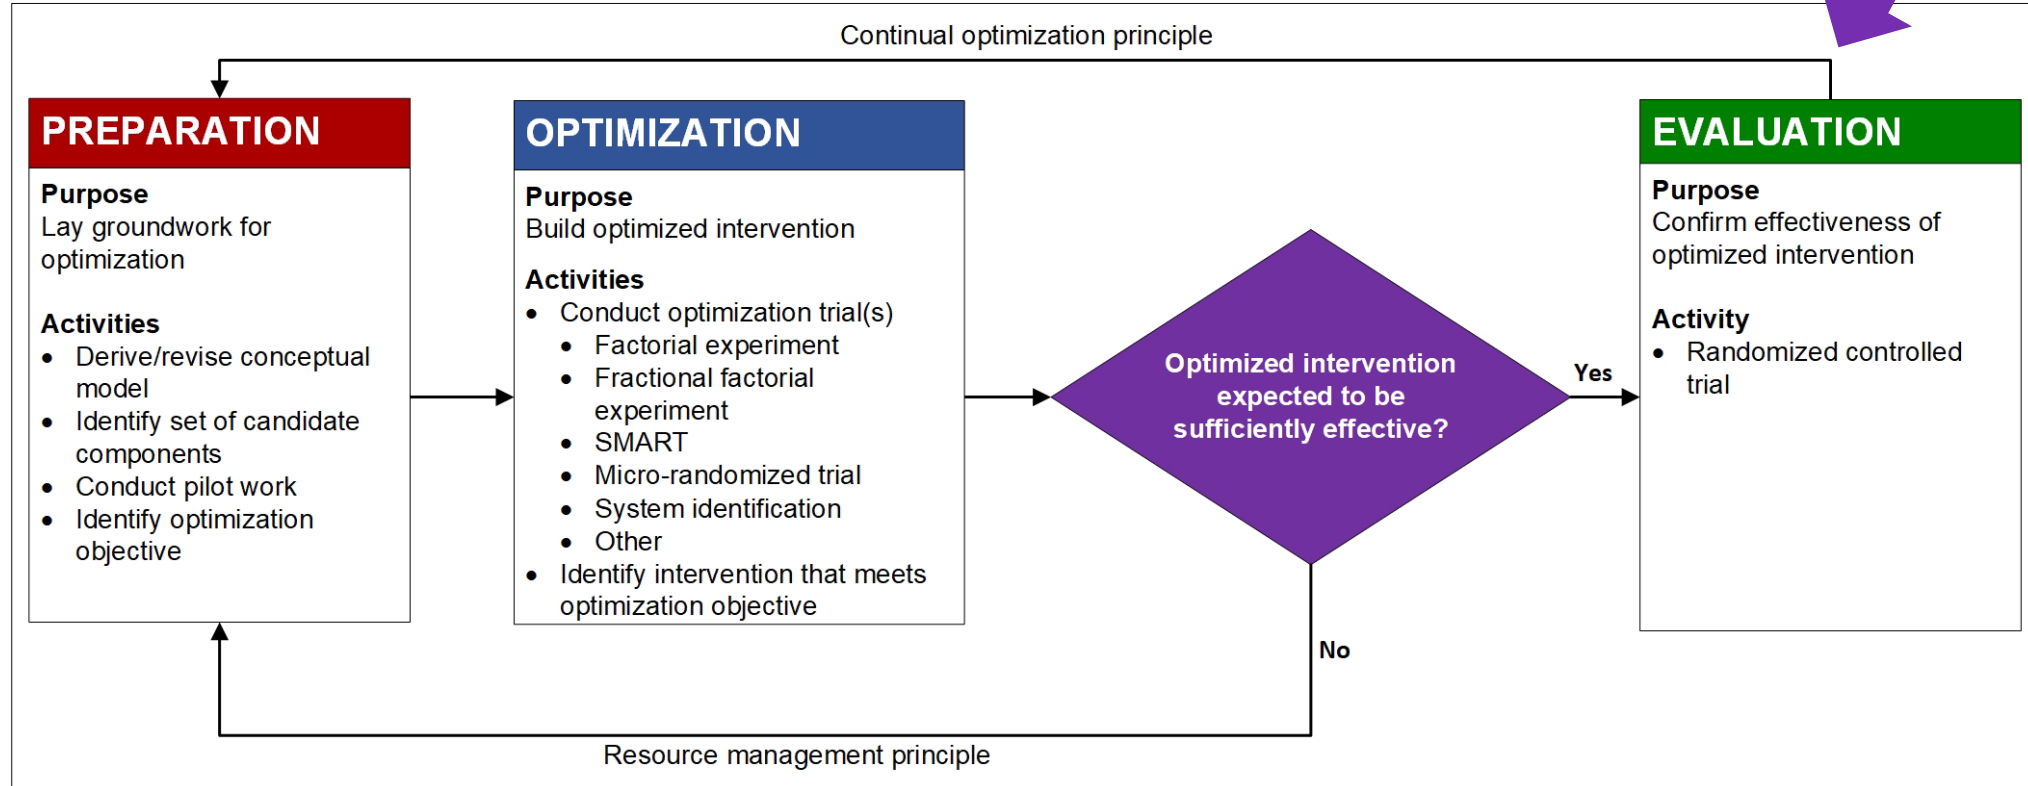 Continual optimization principle
PREPARATION
Purpose
Lay groundwork for
optimization
Activities
• Derive/revise conceptual
model
• Identify set of candidate
components
• Conduct pilot work
• Identify optimization
objective
OPTIMIZATION
Purpose
Build optimized intervention
Activities
• Conduct optimization trial(s)
• Factorial experiment
• Fractional factorial
experiment
• SMART
• Micro-randomized trial
• System identification
• Other
• Identify intervention that meets
optimization objective
Optimized intervention
expected to be
sufficiently effective?
Yes
No
EVALUATION
Purpose
Confirm effectiveness of
optimized intervention
Activity
• Randomized controlled
trial
Resource management principle